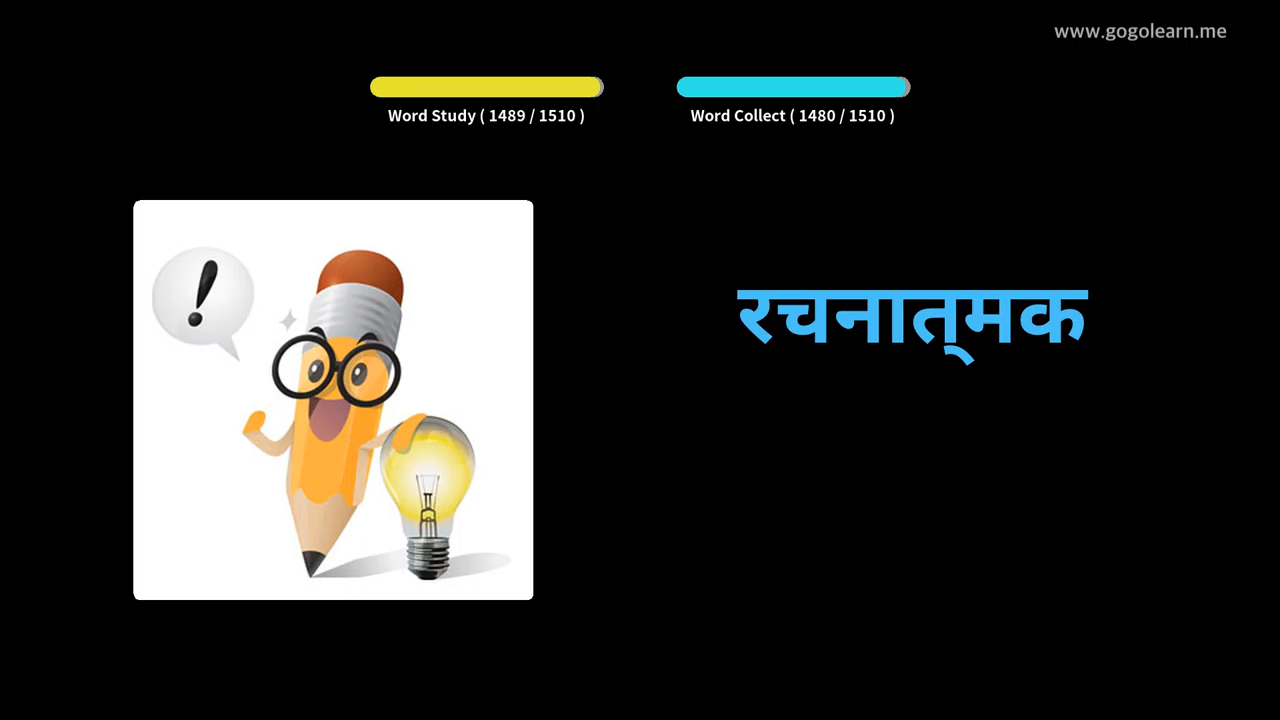 www.gogolearn.me
Word Study ( 1489 / 1510 )
Word Collect ( 1480 / 1510 )
!
रचनात्‌मक